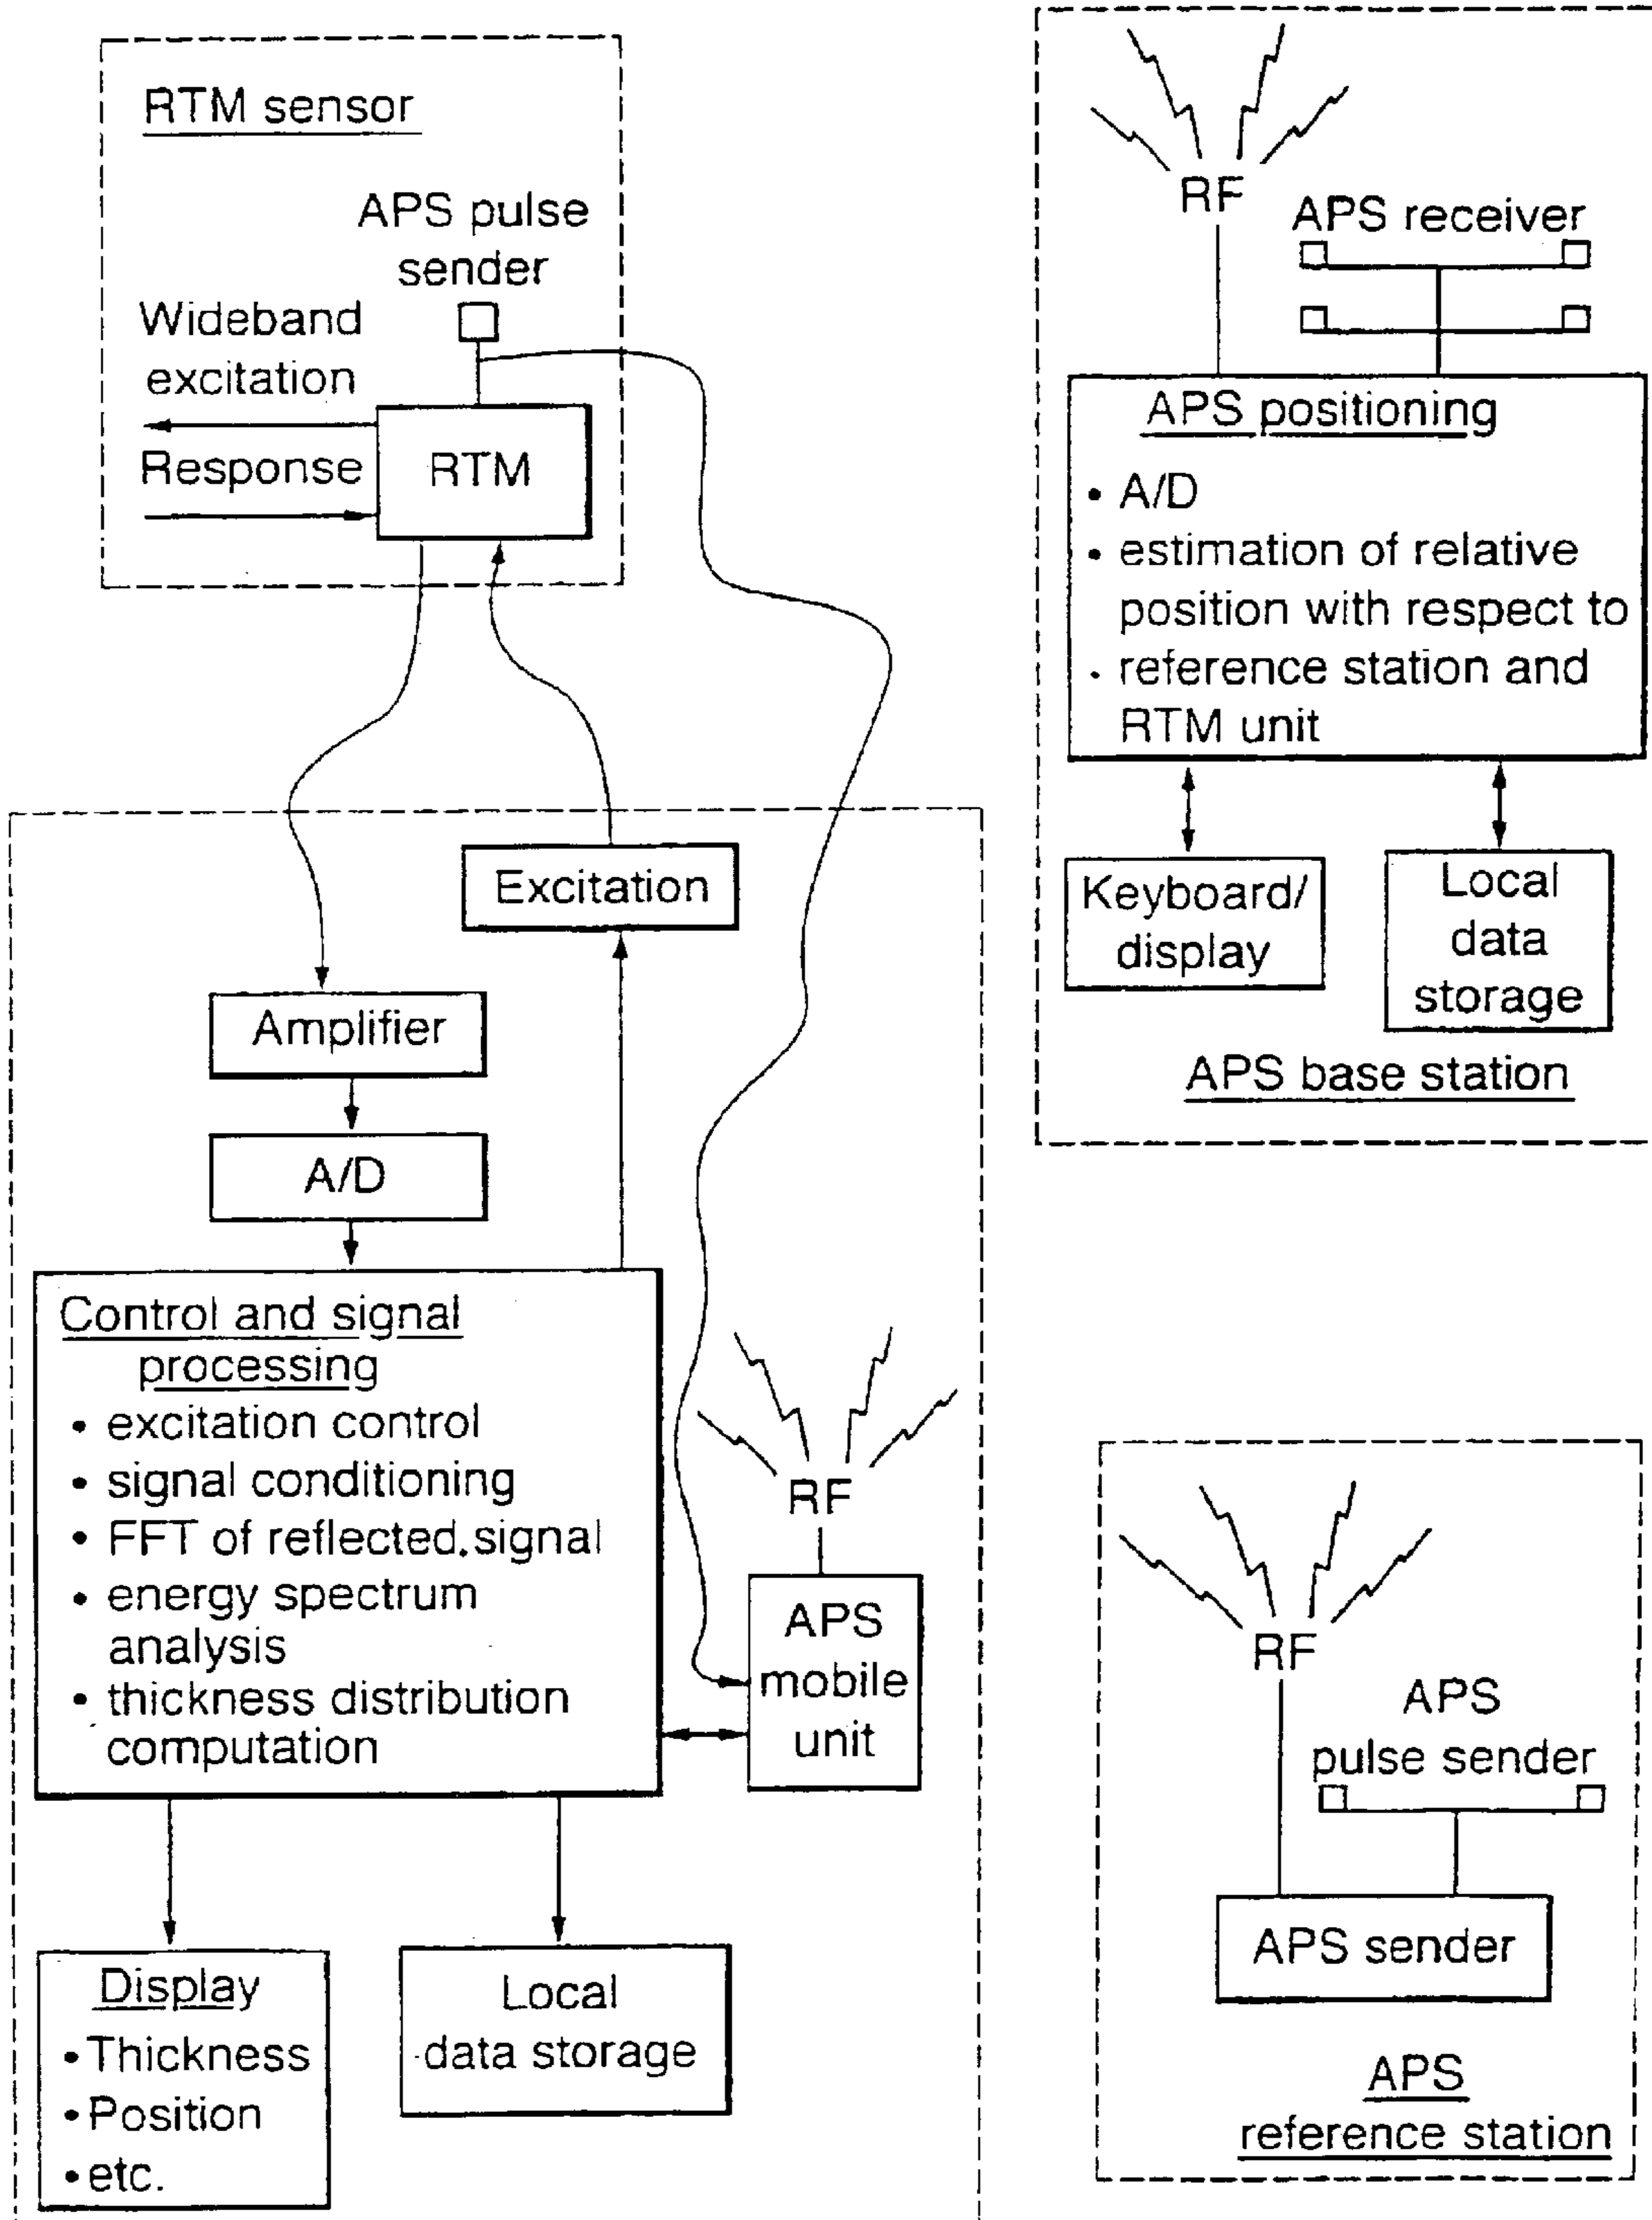 RTM sensor
APS pulse
sender
Wideband
excitation
Response
RTM
Excitation
Amplifier
A/D
Control and signal
processing
• excitation control
• signal conditioning
• FFT of reflected.signal
• energy spectrum
analysis
• thickness distribution
computation
RF
APS
mobile
unit
Display
• Thickness
• Position
• etc.
Local
data storage
RF
APS receiver
APS positioning
• A/D
• estimation of relative
position with respect to
• reference station and
RTM unit
Keyboard/
display
Local
data
storage
APS base station
RF
APS
pulse sender
APS sender
APS
reference station